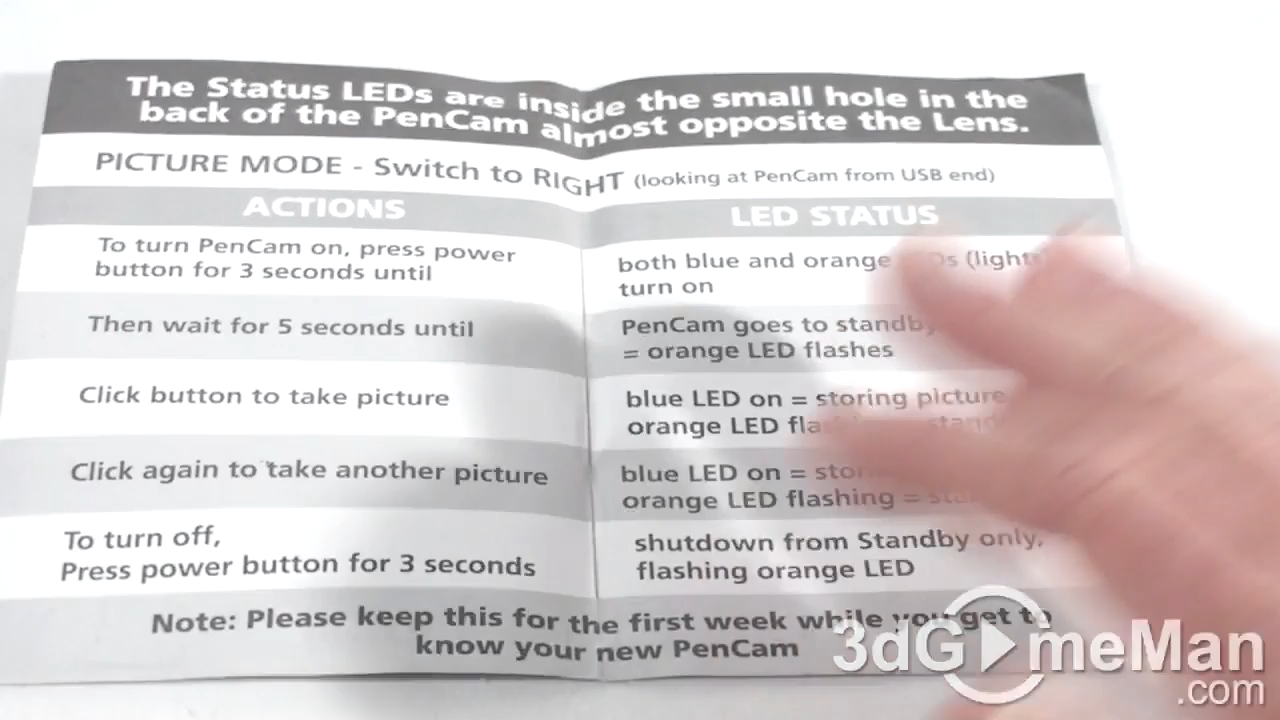 The Status LEDs are inside the small hole in the
back of the PenCam almost opposite the Lens.
PICTURE MODE - Switch to RIGHT (looking at PenCam from USB end)
ACTIONS
LED STATUS
To turn PenCam on, press power
button for 3 seconds until
both blue and orange (lights
turn on
Then wait for 5 seconds until
PenCam goes to standby
= orange LED flashes
Click button to take picture
blue LED on = storing picture
orange LED
Click again to take another picture
blue LED on =
orange LED flashing =
To turn off,
Press power button for 3 seconds
shutdown from Standby only,
flashing orange LED
Note: Please keep this for the first week while you get to
know your new PenCam
3dGameMan
.com